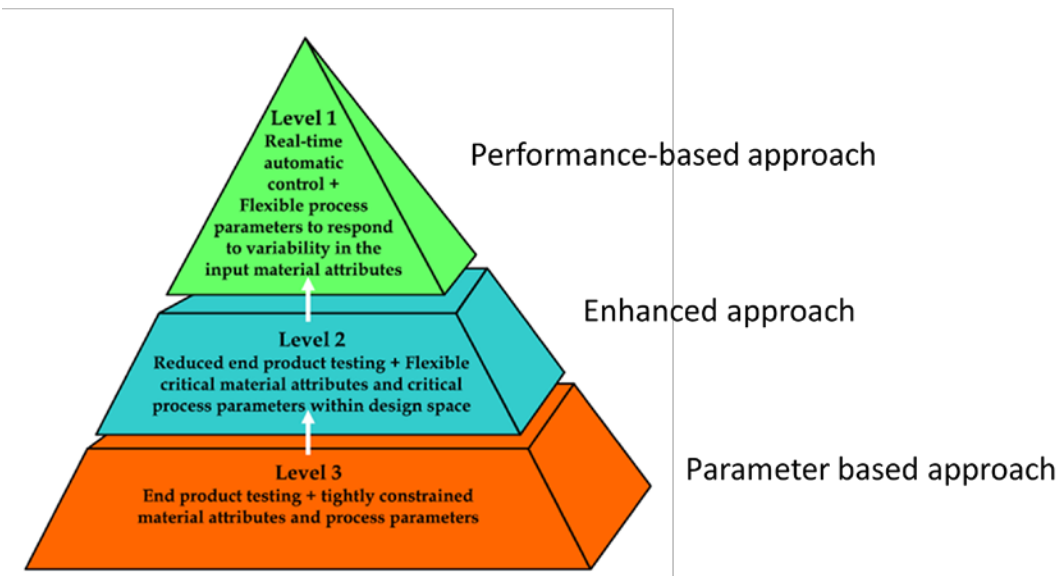 Level 1
Real-time
automatic
control +
Flexible process
parameters to respond
to variability in the
input material attributes
Performance-based approach
Level 2
Reduced end product testing + Flexible
critical material attributes and critical
process parameters within design space
Enhanced approach
Level 3
End product testing + tightly constrained
material attributes and process parameters
Parameter based approach